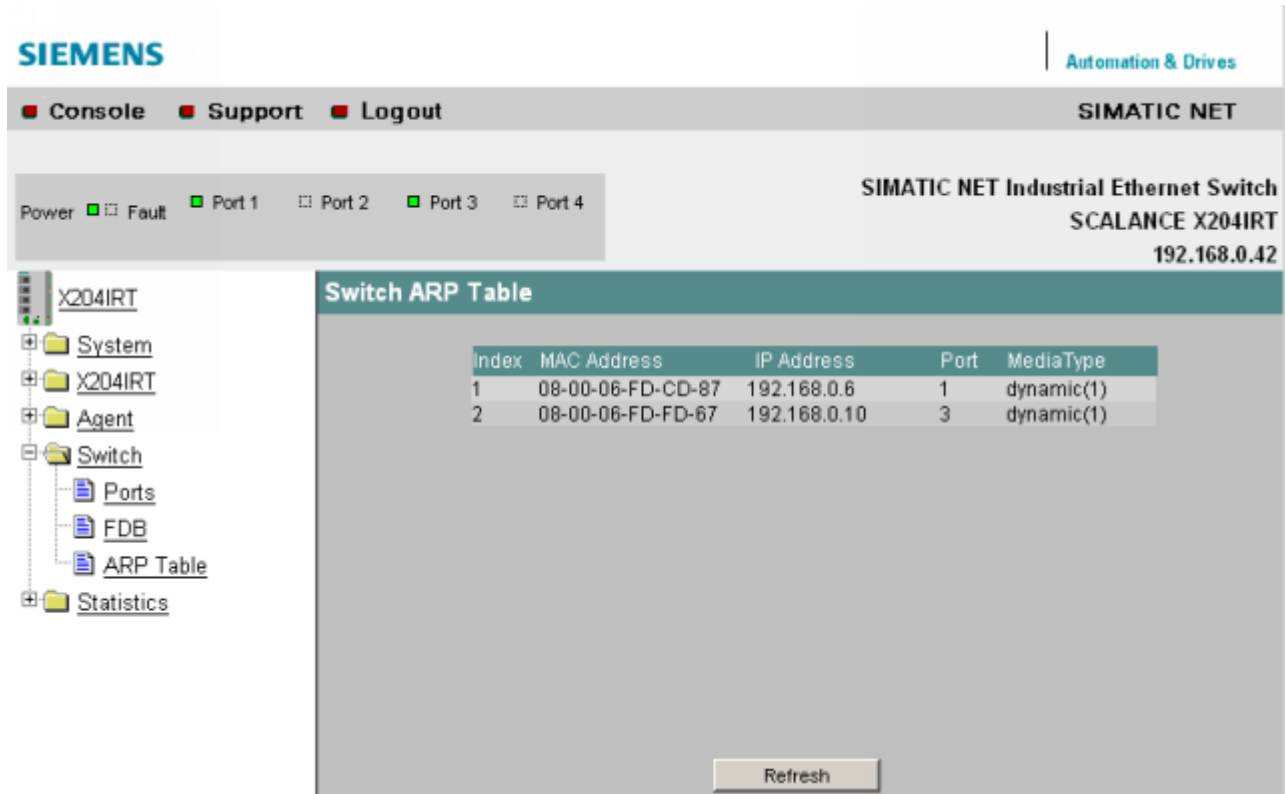 SIEMENS
Automation & Drives
Console Support Logout SIMATIC NET
Power Fault Port 1 Port 2 Port 3 Port 4
SIMATIC NET Industrial Ethernet Switch
SCALANCE X204IRT
192.168.0.42
X204IRT
System
X204IRT
Agent
Switch
Ports
FDB
ARP Table
Statistics
Switch ARP Table
Index MAC Address IP Address Port MediaType
1 08-00-06-FD-CD-87 192.168.0.6 1 dynamic(1)
2 08-00-06-FD-FD-67 192.168.0.10 3 dynamic(1)
Refresh